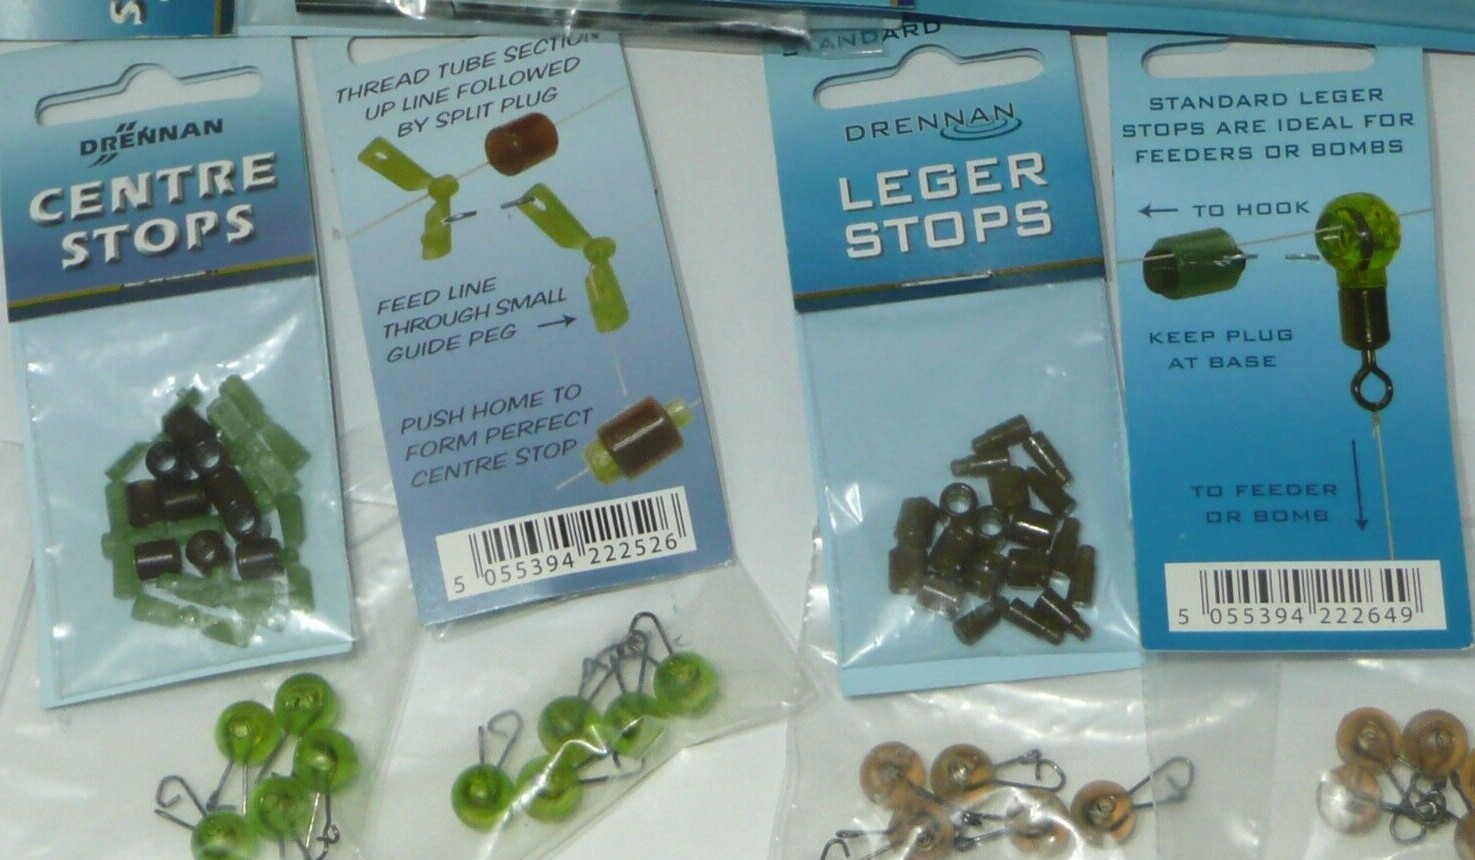 S
DRENNAN
CENTRE
STOPS
THREAD TUBE SECTION
UP LINE FOLLOWED
BY SPLIT PLUG
FEED LINE
THROUGH SMALL
GUIDE PEG
PUSH HOME TO
FORM PERFECT
CENTRE STOP
5 055394 222526
STANDARD
DRENNAN
LEGER
STOPS
STANDARD LEGER
STOPS ARE IDEAL FOR
FEEDERS OR BOMBS
TO HOOK
KEEP PLUG
AT BASE
TO FEEDER
OR BOMB
5 055394 222649